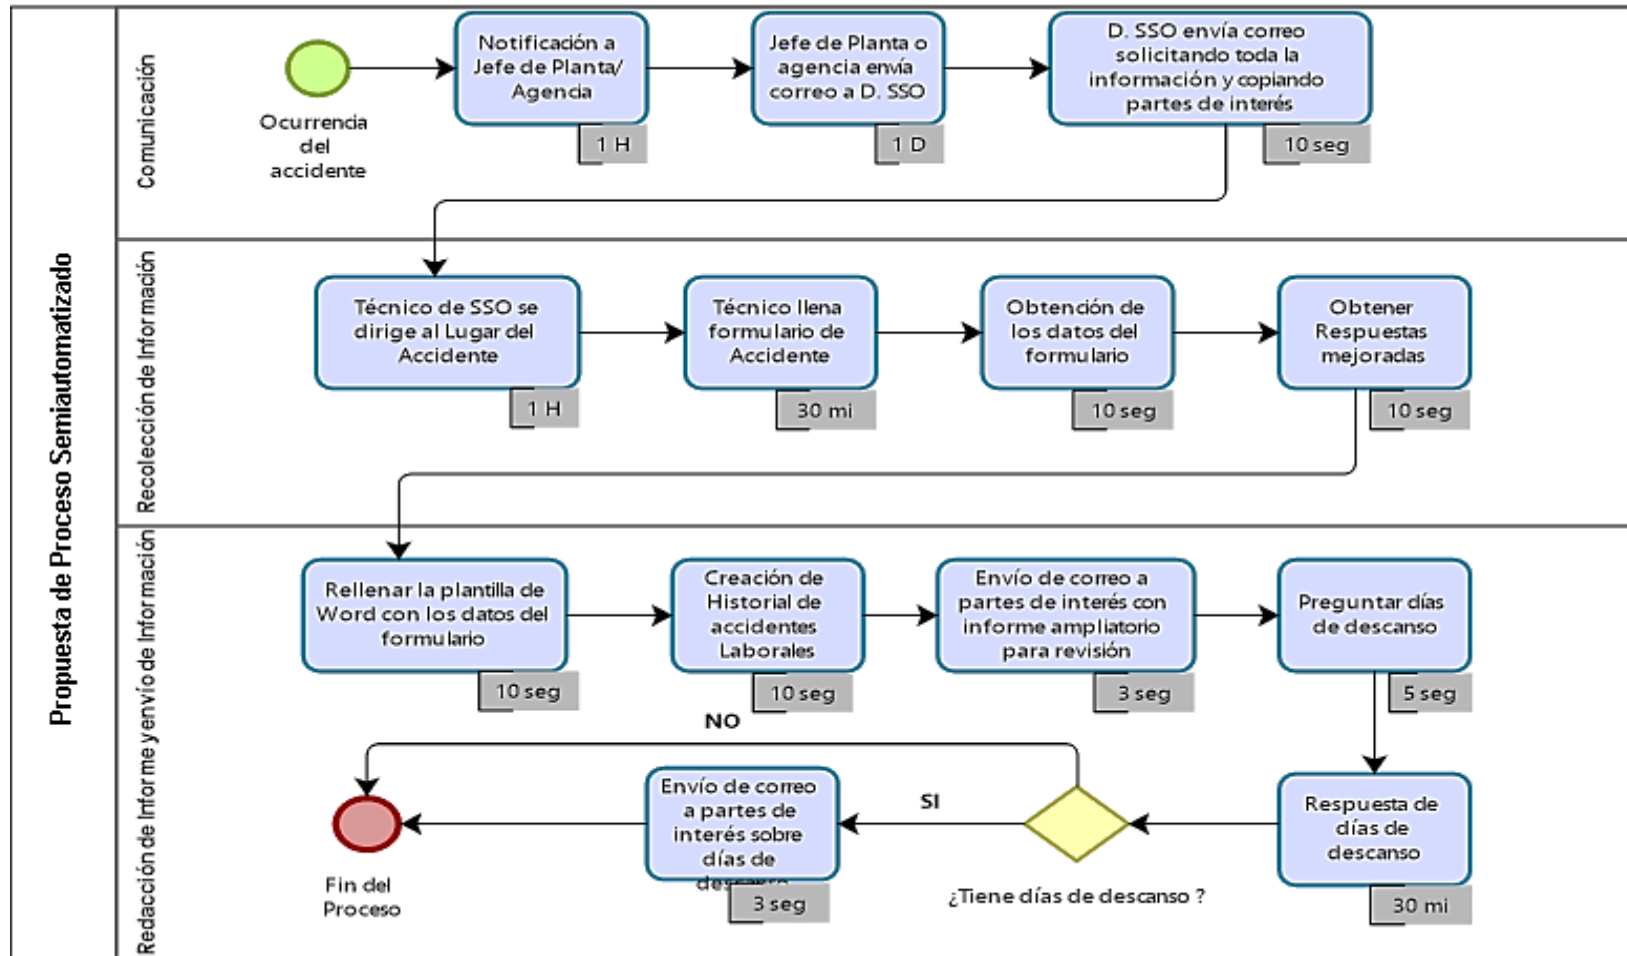 Propuesta de Proceso Semiautomatizado
Comunicación
Ocurrencia
del
accidente
Notificación a
Jefe de Planta/
Agencia
1 H
Jefe de Planta o
agencia envía
correo a D. SSO
1 D
D. SSO envía correo
solicitando toda la
información y copiando
partes de interés
10 seg
Recolección de Información
Técnico de SSO se
dirige al Lugar del
Accidente
1 H
Técnico llena
formulario de
Accidente
30 mi
Obtención de
los datos del
formulario
10 seg
Obtener
Respuestas
mejoradas
10 seg
Redacción de Informe y envío de Información
Rellenar la plantilla de
Word con los datos del
formulario
10 seg
Creación de
Historial de
accidentes
Laborales
10 seg
Envío de correo a
partes de interés con
informe ampliatorio
para revisión
3 seg
Preguntar días
de descanso
5 seg
Respuesta de
días de
descanso
30 mi
¿Tiene días de descanso ?
NO
SI
Envío de correo
a partes de
interés sobre
días de
descanso
3 seg
Fin del
Proceso